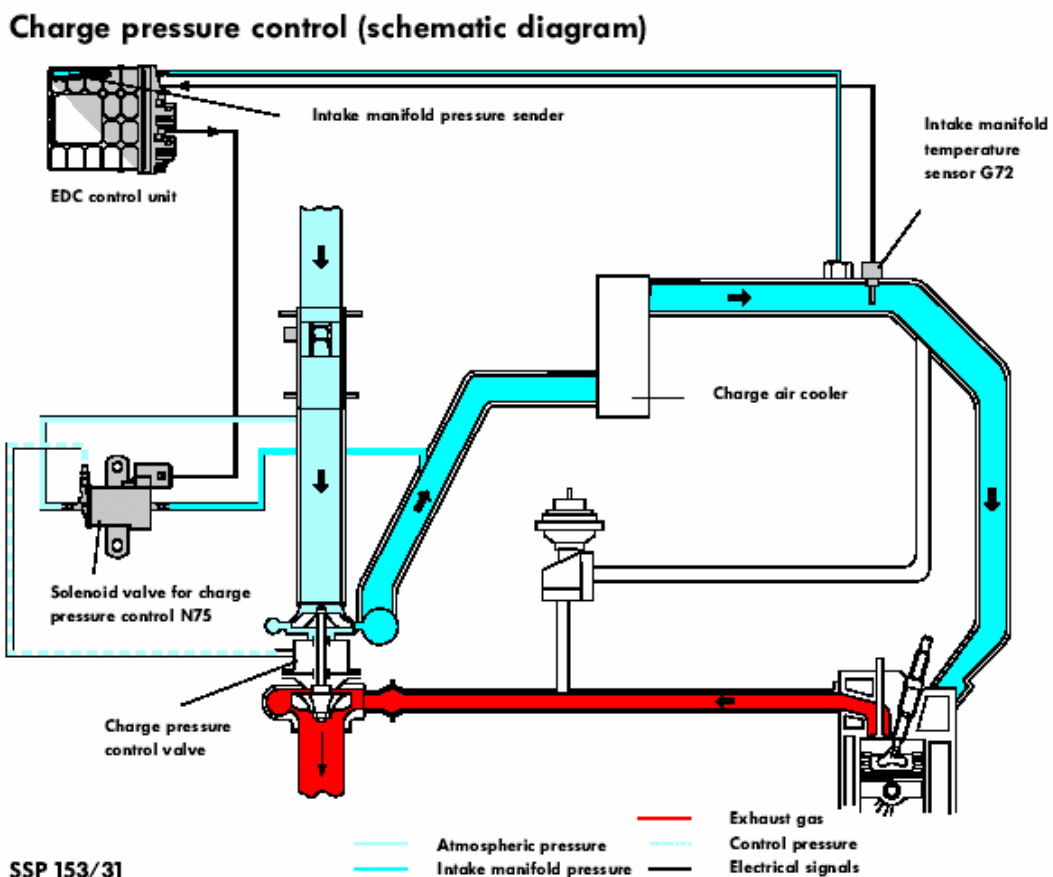 Charge pressure control (schematic diagram)
Intake manifold pressure sender
Intake manifold
temperature
sensor G72
EDC control unit
Charge air cooler
Solenoid valve for charge
pressure control N75
Charge pressure
control valve
Exhaust gas
Atmospheric pressure
Control pressure
Intake manifold pressure
Electrical signals
SSP 153/31